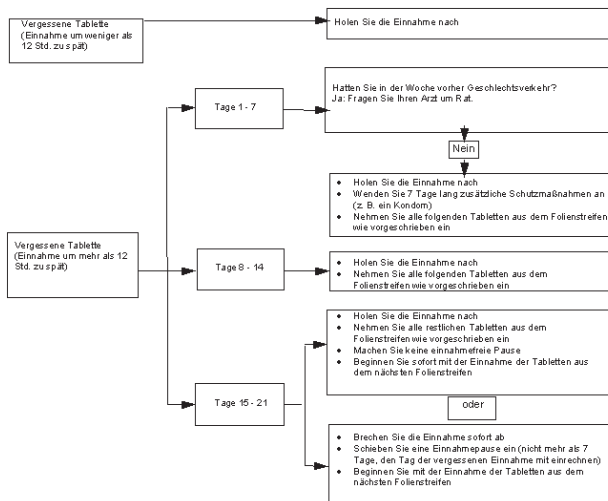 Vergessene Tablette
(Einnahme um weniger als
12 Std. zu spät)
Holen Sie die Einnahme nach
Tage 1 - 7
Hatten Sie in der Woche vorher Geschlechtsverkehr?
Ja: Fragen Sie Ihren Arzt um Rat.
Nein
• Holen Sie die Einnahme nach
• Wenden Sie 7 Tage lang zusätzliche Schutzmaßnahmen an
(z. B. ein Kondom)
• Nehmen Sie alle folgenden Tabletten aus dem Folienstreifen
wie vorgeschrieben ein
Vergessene Tablette
(Einnahme um mehr als 12
Std. zu spät)
Tage 8 - 14
• Holen Sie die Einnahme nach
• Nehmen Sie alle folgenden Tabletten aus dem
Folienstreifen wie vorgeschrieben ein
Tage 15 - 21
• Holen Sie die Einnahme nach
• Nehmen Sie alle restlichen Tabletten aus dem
Folienstreifen wie vorgeschrieben ein
• Machen Sie keine einnahmefreie Pause
• Beginnen Sie sofort mit der Einnahme der Tabletten aus
dem nächsten Folienstreifen
oder
• Brechen Sie die Einnahme sofort ab
• Schieben Sie eine Einnahmepause ein (nicht mehr als 7
Tage, den Tag der vergessenen Einnahme mit einrechnen)
• Beginnen Sie mit der Einnahme der Tabletten aus dem
nächsten Folienstreifen